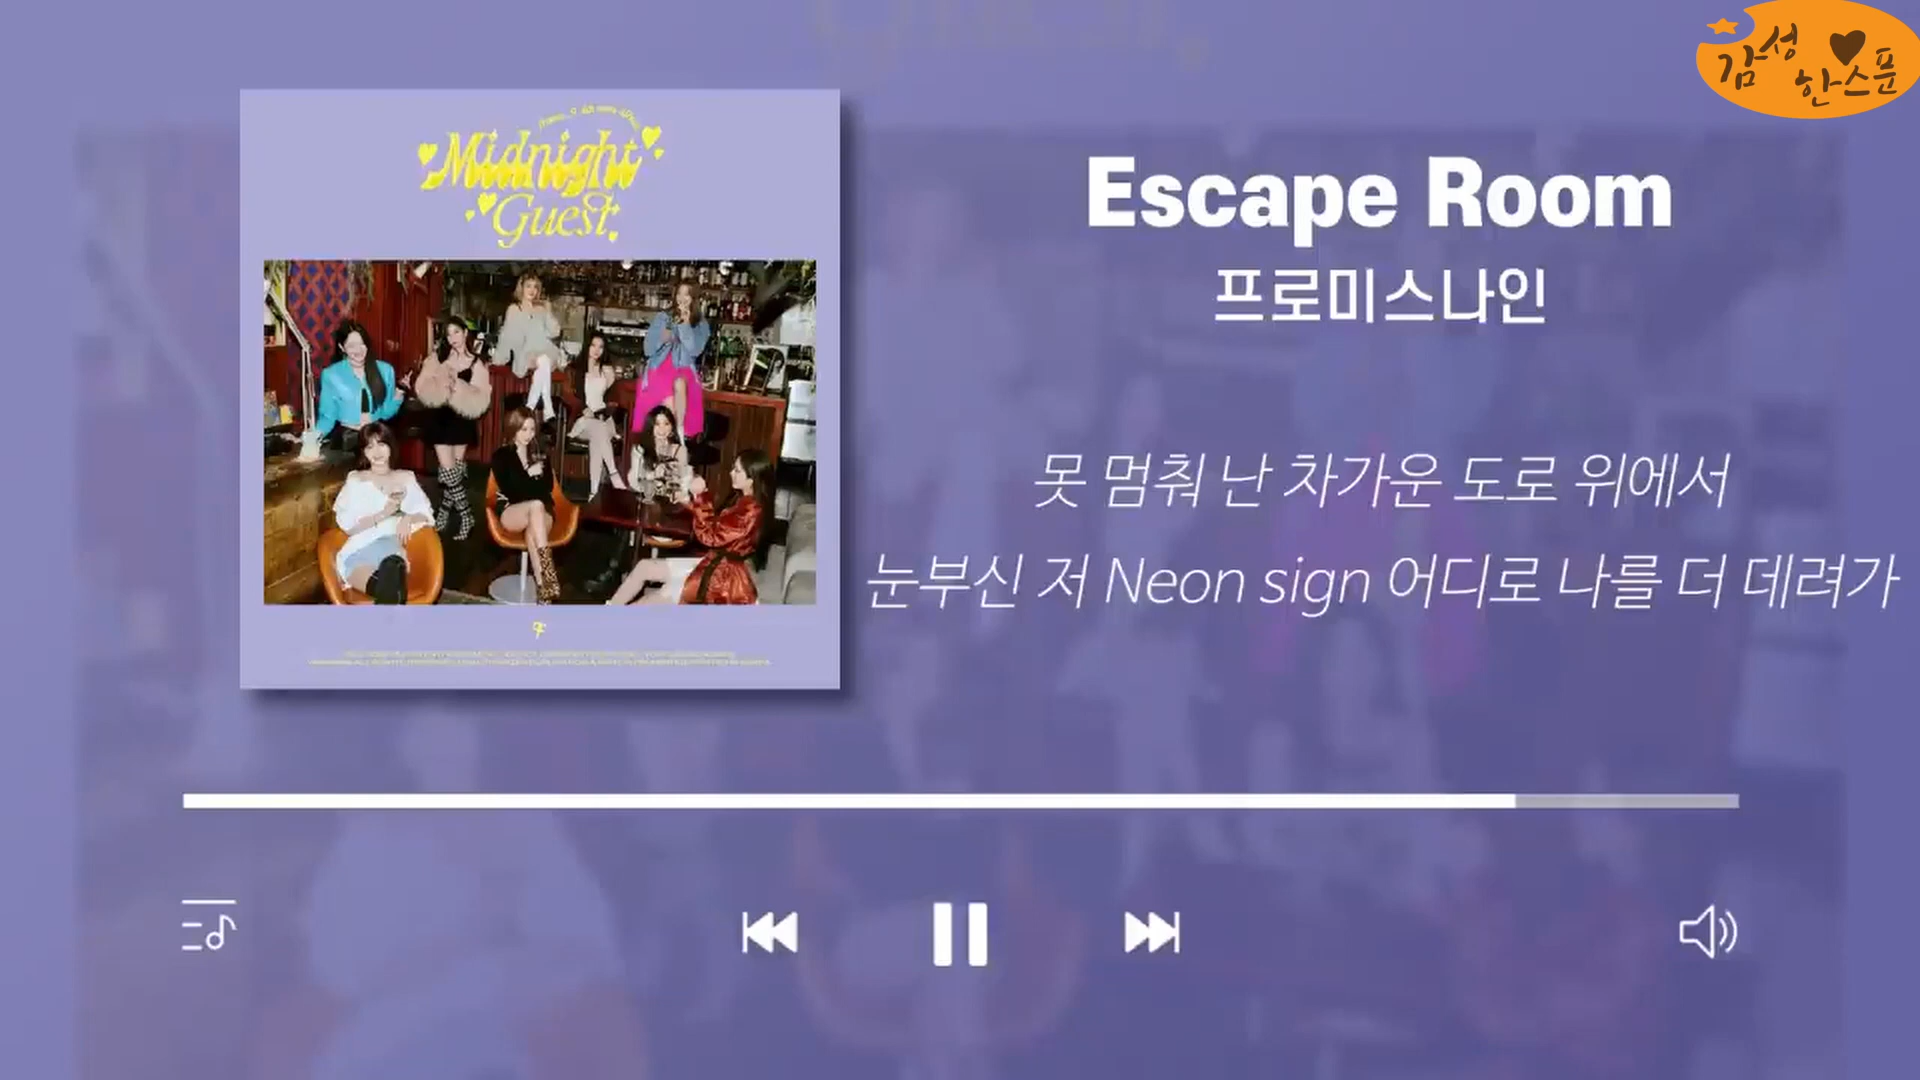 감성
한스푼
Midnight
Guest
Escape Room
프로미스나인
못 멈춰 난 차가운 도로 위에서
눈부신 저 Neon sign 어디로 나를 더 데려가